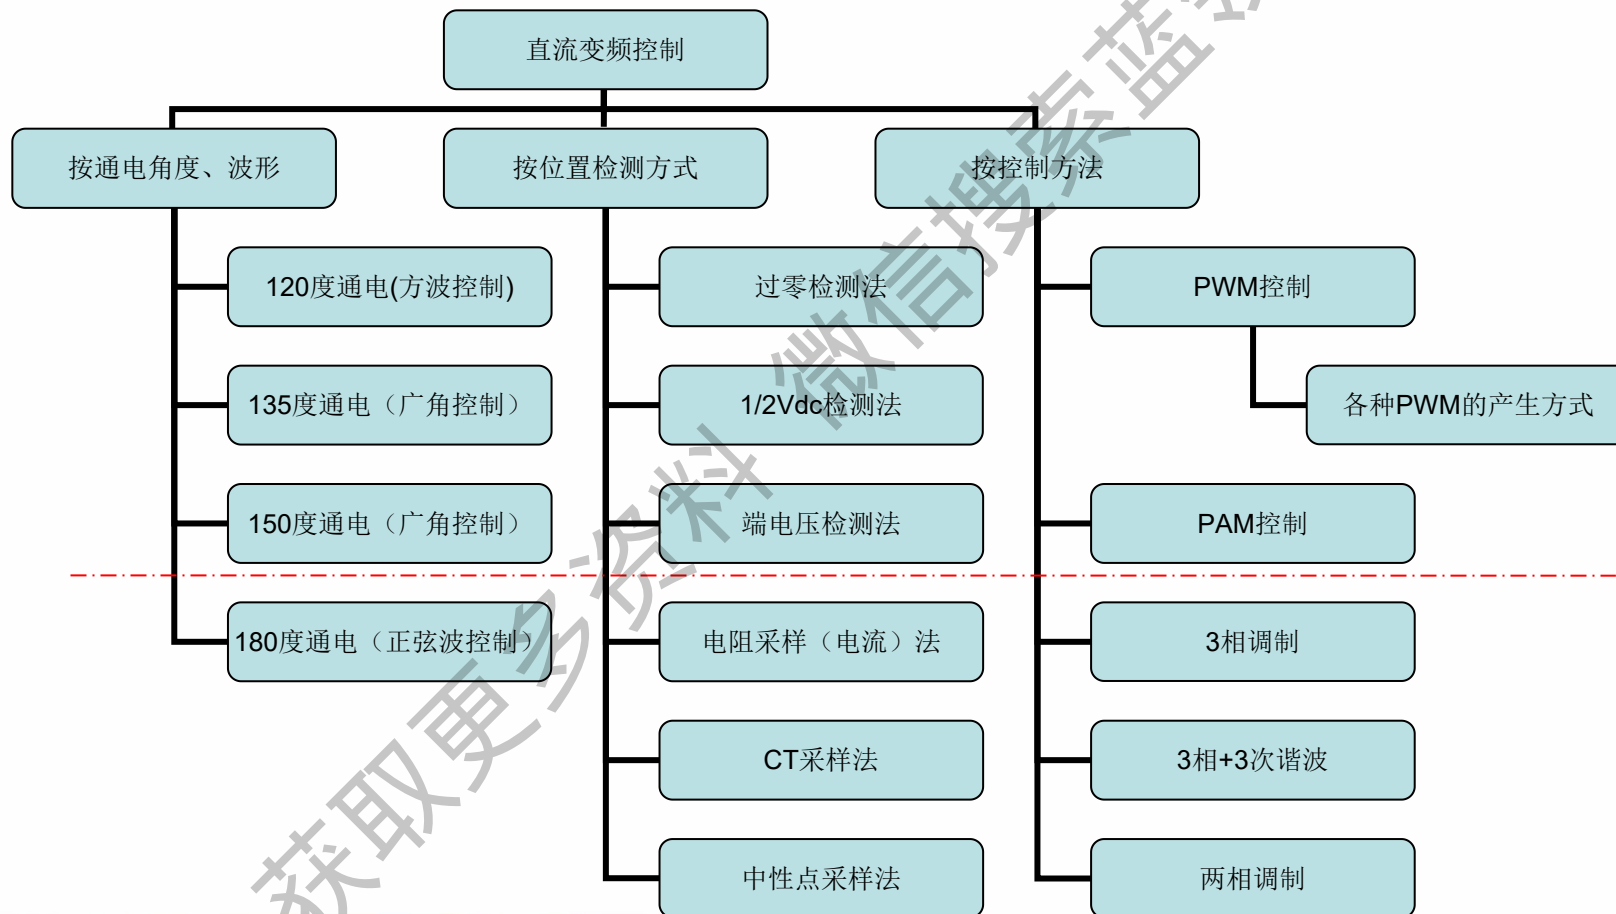 直流变频控制
按通电角度、波形
按位置检测方式
按控制方法
120度通电(方波控制)
过零检测法
PWM控制
135度通电（广角控制）
1/2Vdc检测法
各种PWM的产生方式
150度通电（广角控制）
端电压检测法
PAM控制
180度通电（正弦波控制）
电阻采样（电流）法
3相调制
CT采样法
3相+3次谐波
中性点采样法
两相调制
获取更多资料 微信搜索蓝领